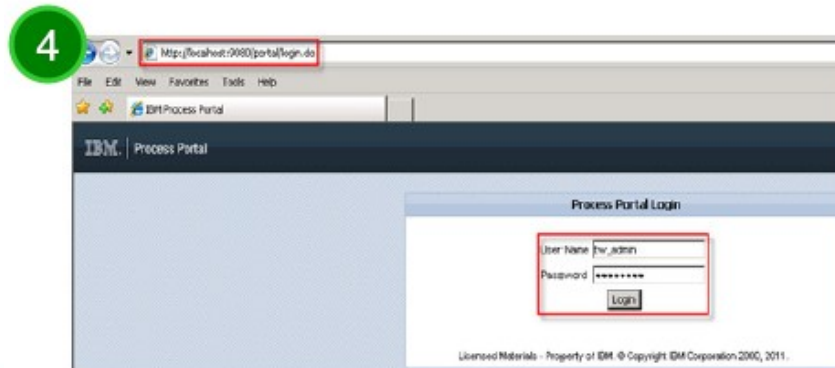 4
http://localhost:9080/portal/login.do
File Edit View Favorites Tools Help
IBM Process Portal
IBM. Process Portal
Process Portal Login
User Name tw_admin
Password ••••••••
Login
Licensed Materials - Property of IBM. © Copyright IBM Corporation 2000, 2011.